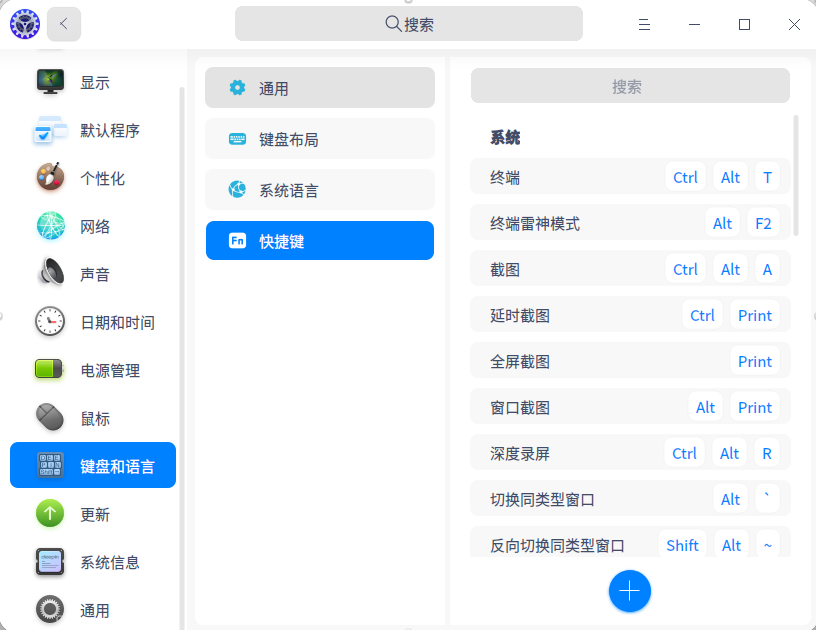 搜索
显示
默认程序
个性化
网络
声音
日期和时间
电源管理
鼠标
键盘和语言
更新
系统信息
通用
通用
键盘布局
系统语言
Fn 快捷键
搜索
系统
终端 Ctrl Alt T
终端雷神模式 Alt F2
截图 Ctrl Alt A
延时截图 Ctrl Print
全屏截图 Print
窗口截图 Alt Print
深度录屏 Ctrl Alt R
切换同类型窗口 Alt `
反向切换同类型窗口 Shift Alt ~